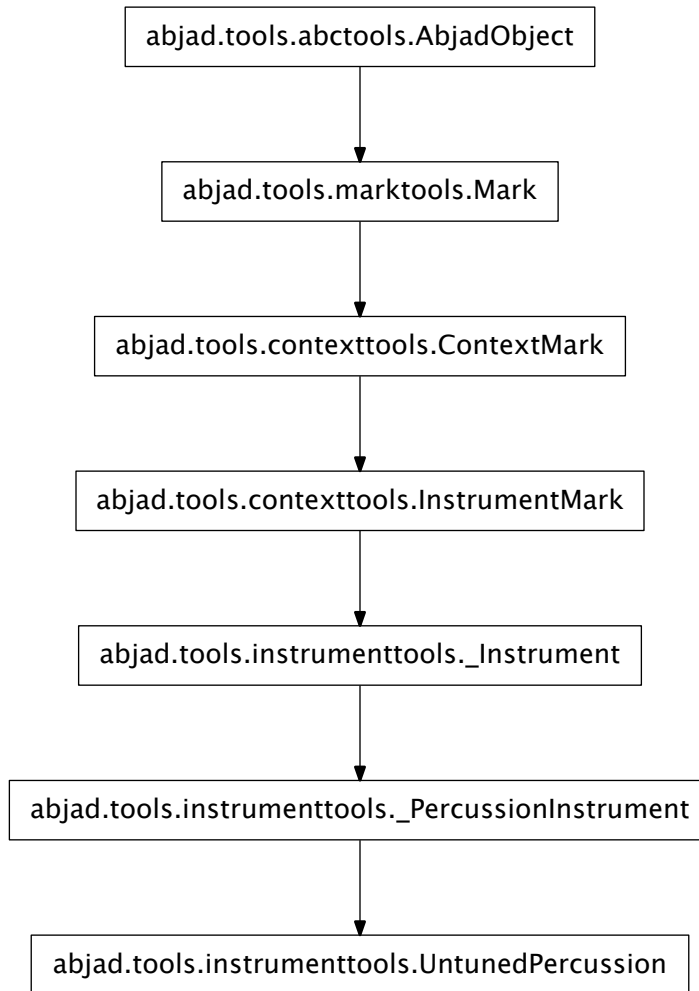 abjad.tools.abctools.AbjadObject
abjad.tools.marktools.Mark
abjad.tools.contexttools.ContextMark
abjad.tools.contexttools.InstrumentMark
abjad.tools.instrumenttools._Instrument
abjad.tools.instrumenttools._PercussionInstrument
abjad.tools.instrumenttools.UntunedPercussion